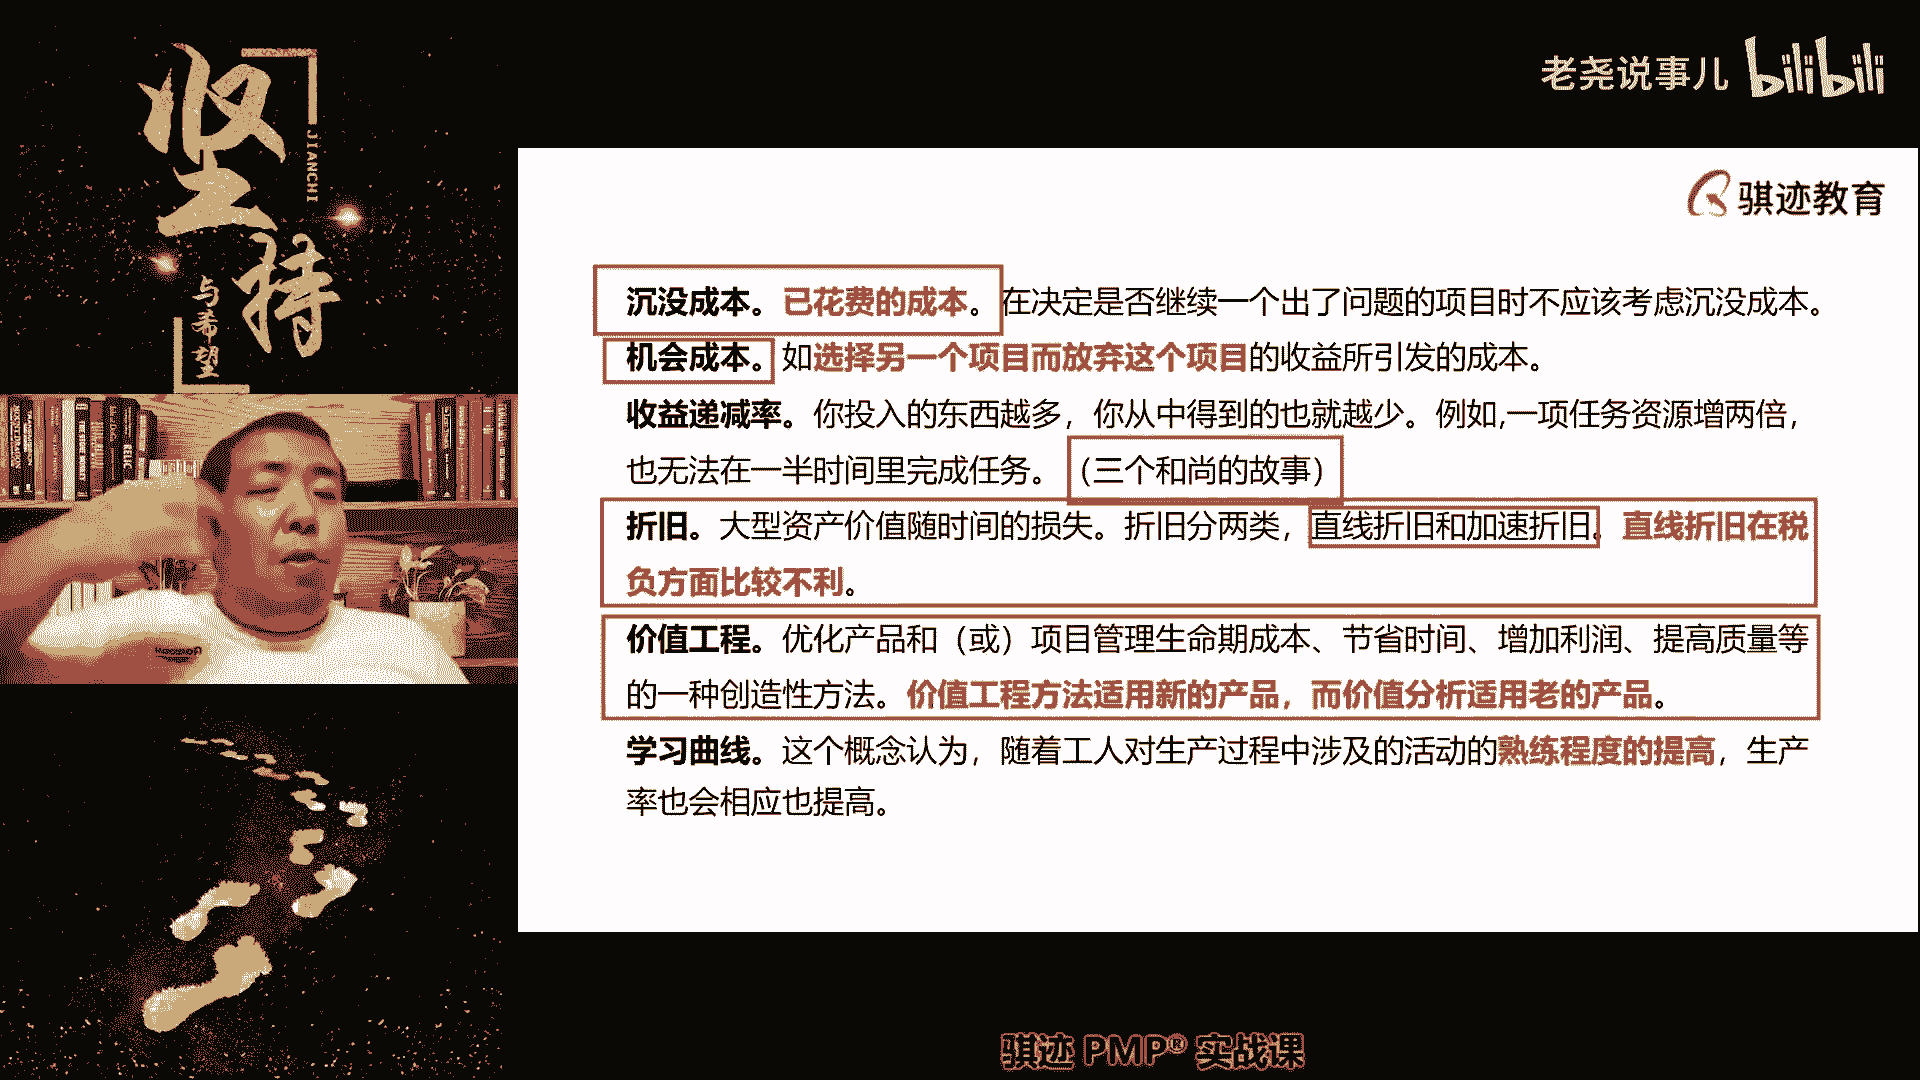 坚持
JIANCHI
与希望
老尧说事儿 bilibili
骐迹教育
沉没成本。已花费的成本。在决定是否继续一个出了问题的项目时不应该考虑沉没成本。
机会成本。如选择另一个项目而放弃这个项目的收益所引发的成本。
收益递减率。你投入的东西越多，你从中得到的也就越少。例如,一项任务资源增两倍，
也无法在一半时间里完成任务。（三个和尚的故事）
折旧。大型资产价值随时间的损失。折旧分两类，直线折旧和加速折旧。直线折旧在税
负方面比较不利。
价值工程。优化产品和（或）项目管理生命期成本、节省时间、增加利润、提高质量等
的一种创造性方法。价值工程方法适用新的产品，而价值分析适用老的产品。
学习曲线。这个概念认为，随着工人对生产过程中涉及的活动的熟练程度的提高，生产
率也会相应也提高。
骐迹 PMP® 实战课